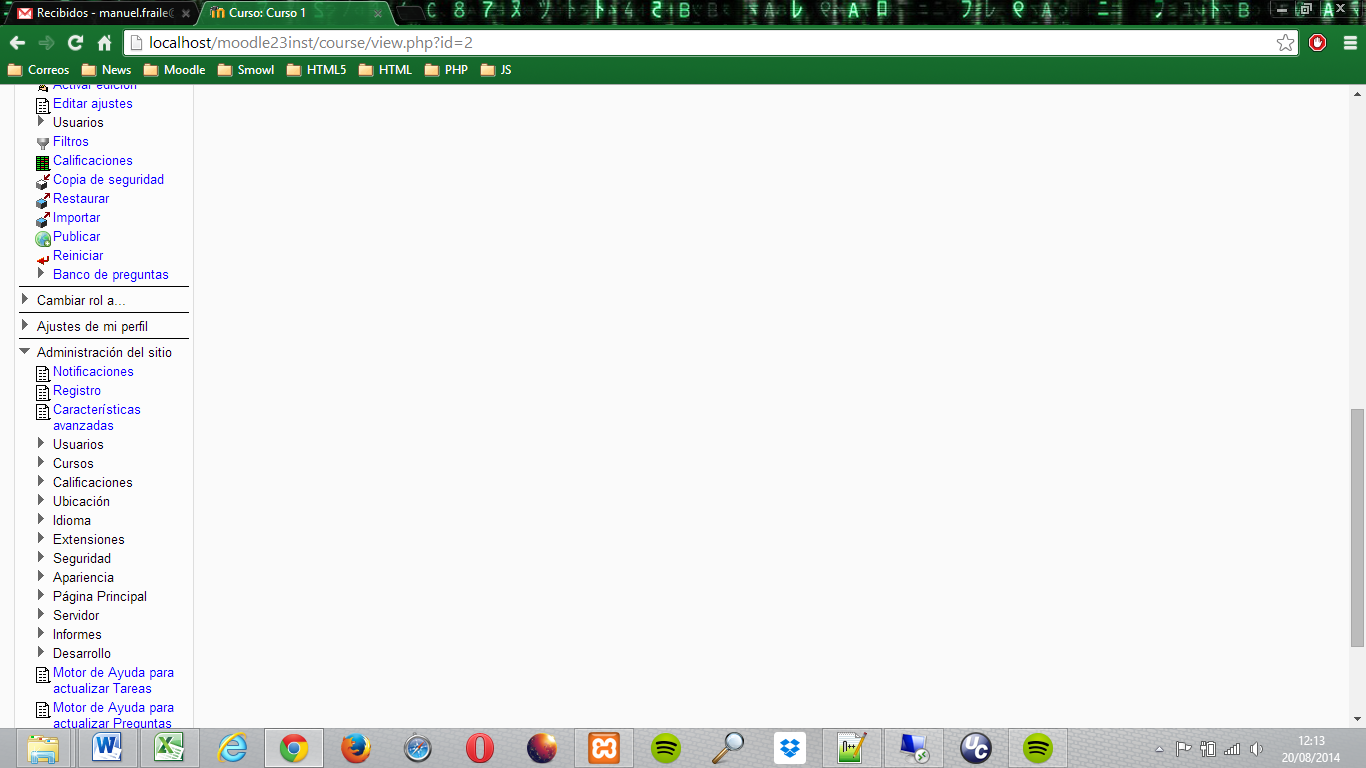 Recibidos - manuel.fraile@
Curso: Curso 1
localhost/moodle23inst/course/view.php?id=2
Correos
News
Moodle
Smowl
HTML5
HTML
PHP
JS
Activar edición
Editar ajustes
Usuarios
Filtros
Calificaciones
Copia de seguridad
Restaurar
Importar
Publicar
Reiniciar
Banco de preguntas
Cambiar rol a...
Ajustes de mi perfil
Administración del sitio
Notificaciones
Registro
Características
avanzadas
Usuarios
Cursos
Calificaciones
Ubicación
Idioma
Extensiones
Seguridad
Apariencia
Página Principal
Servidor
Informes
Desarrollo
Motor de Ayuda para
actualizar Tareas
Motor de Ayuda para
actualizar Preguntas
12:13
20/08/2014